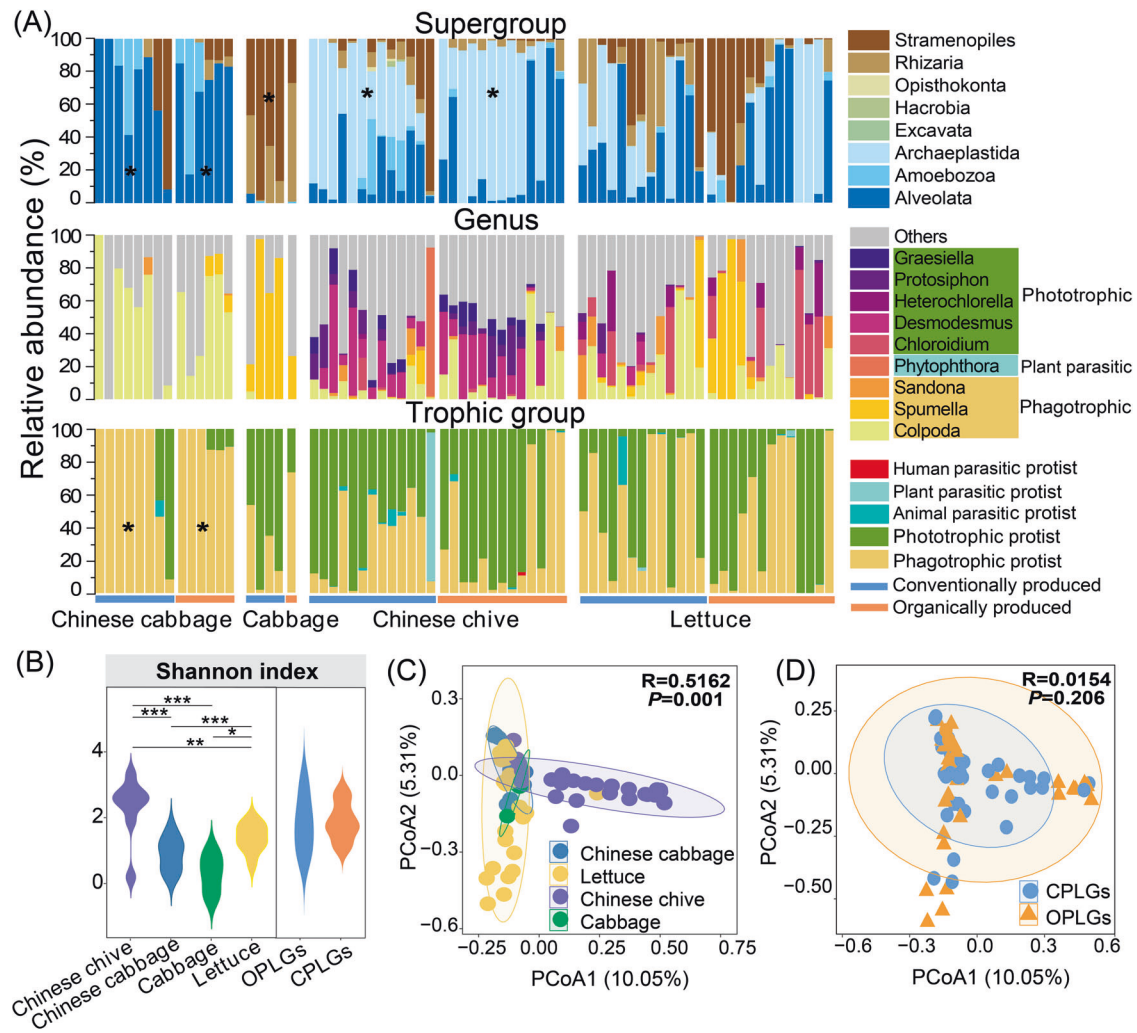 (A)
Supergroup
Relative abundance (%)
100
80
60
40
20
0
*
*
*
*
*
Stramenopiles
Rhizaria
Opisthokonta
Hacrobia
Excavata
Archaeplastida
Amoebozoa
Alveolata
Genus
100
80
60
40
20
0
Others
Graesiella
Protosiphon
Heterochlorella
Desmodesmus
Chloroidium
Phototrophic
Phytophthora
Plant parasitic
Sandona
Spumella
Colpoda
Phagotrophic
Trophic group
100
80
60
40
20
0
*
*
Human parasitic protist
Plant parasitic protist
Animal parasitic protist
Phototrophic protist
Phagotrophic protist
Conventionally produced
Organically produced
Chinese cabbage
Cabbage
Chinese chive
Lettuce
(B)
Shannon index
***
***
***
*
**
4
2
0
Chinese chive
Chinese cabbage
Cabbage
Lettuce
OPLGs
CPLGs
(C)
R=0.5162
P=0.001
PCoA2 (5.31%)
0.3
0.0
−0.3
−0.6
Chinese cabbage
Lettuce
Chinese chive
Cabbage
−0.25 0.00 0.25 0.50 0.75
PCoA1 (10.05%)
(D)
R=0.0154
P=0.206
PCoA2 (5.31%)
0.25
0.00
−0.25
−0.50
CPLGs
OPLGs
−0.6 −0.3 0.0 0.3 0.6
PCoA1 (10.05%)